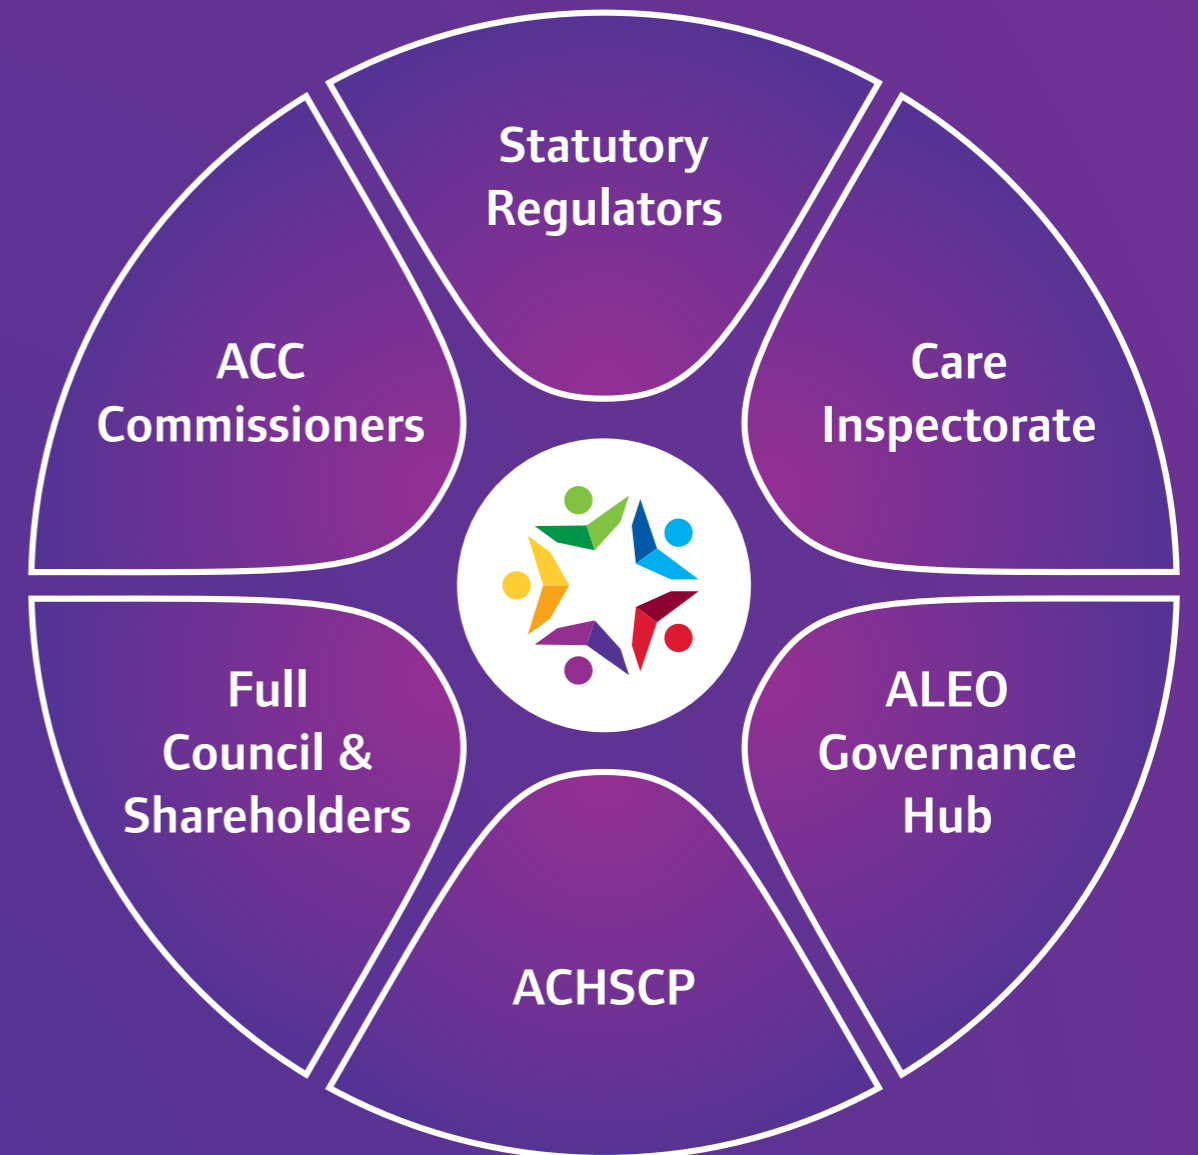 Statutory
Regulators
Care
Inspectorate
ALEO
Governance
Hub
ACHSCP
Full
Council &
Shareholders
ACC
Commissioners